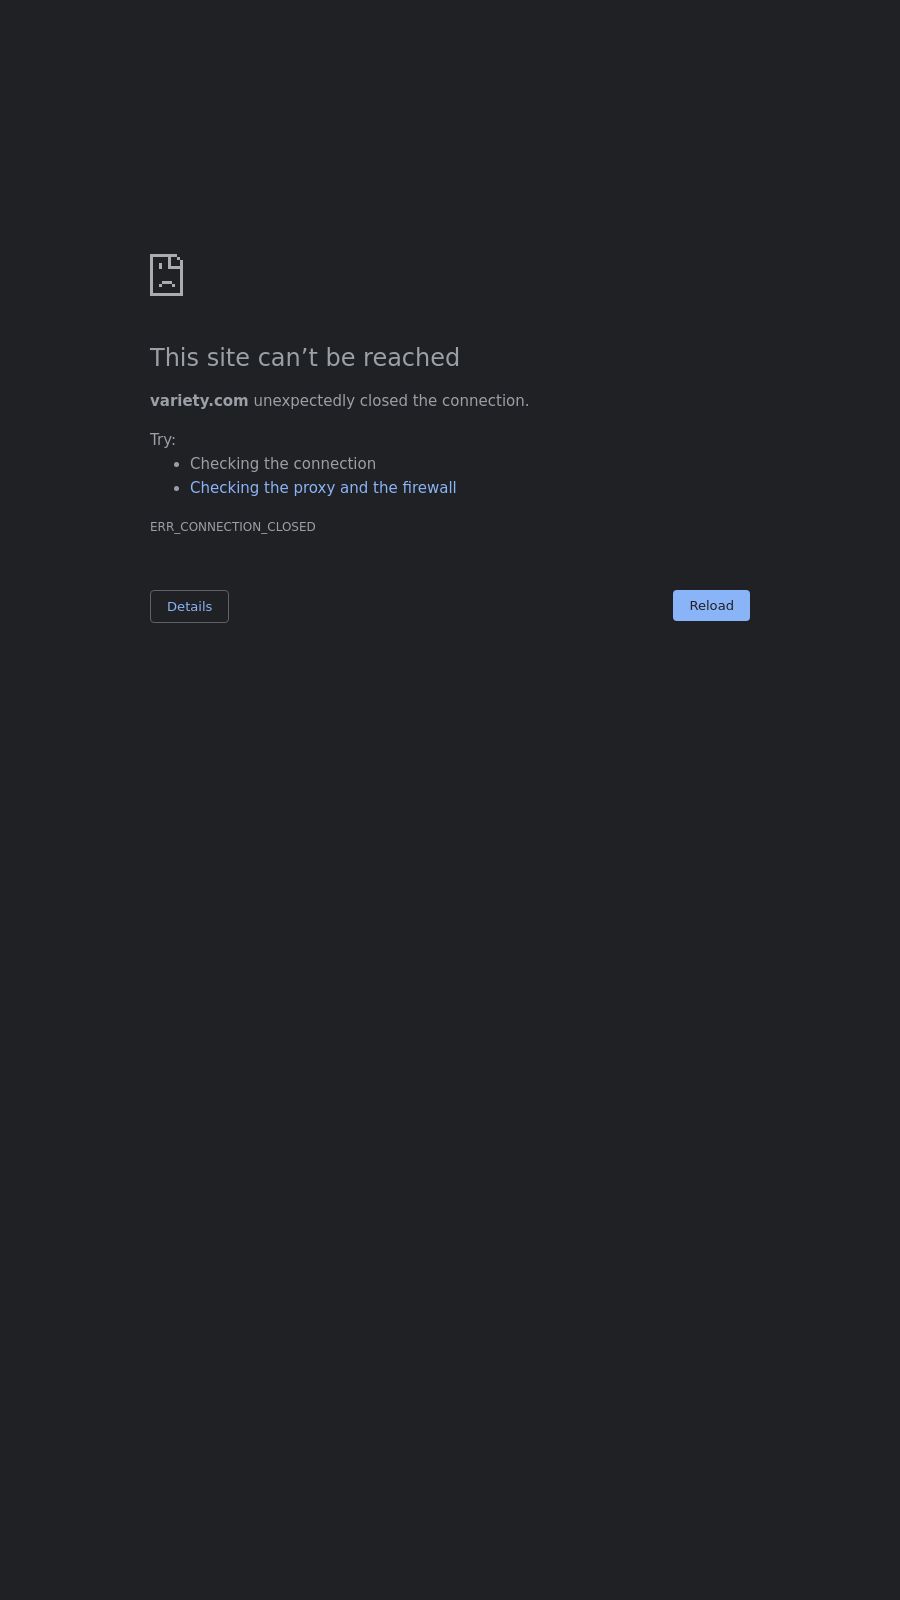 This site can’t be reached
variety.com unexpectedly closed the connection.
Try:
Checking the connection
Checking the proxy and the firewall
ERR_CONNECTION_CLOSED
Details
Reload